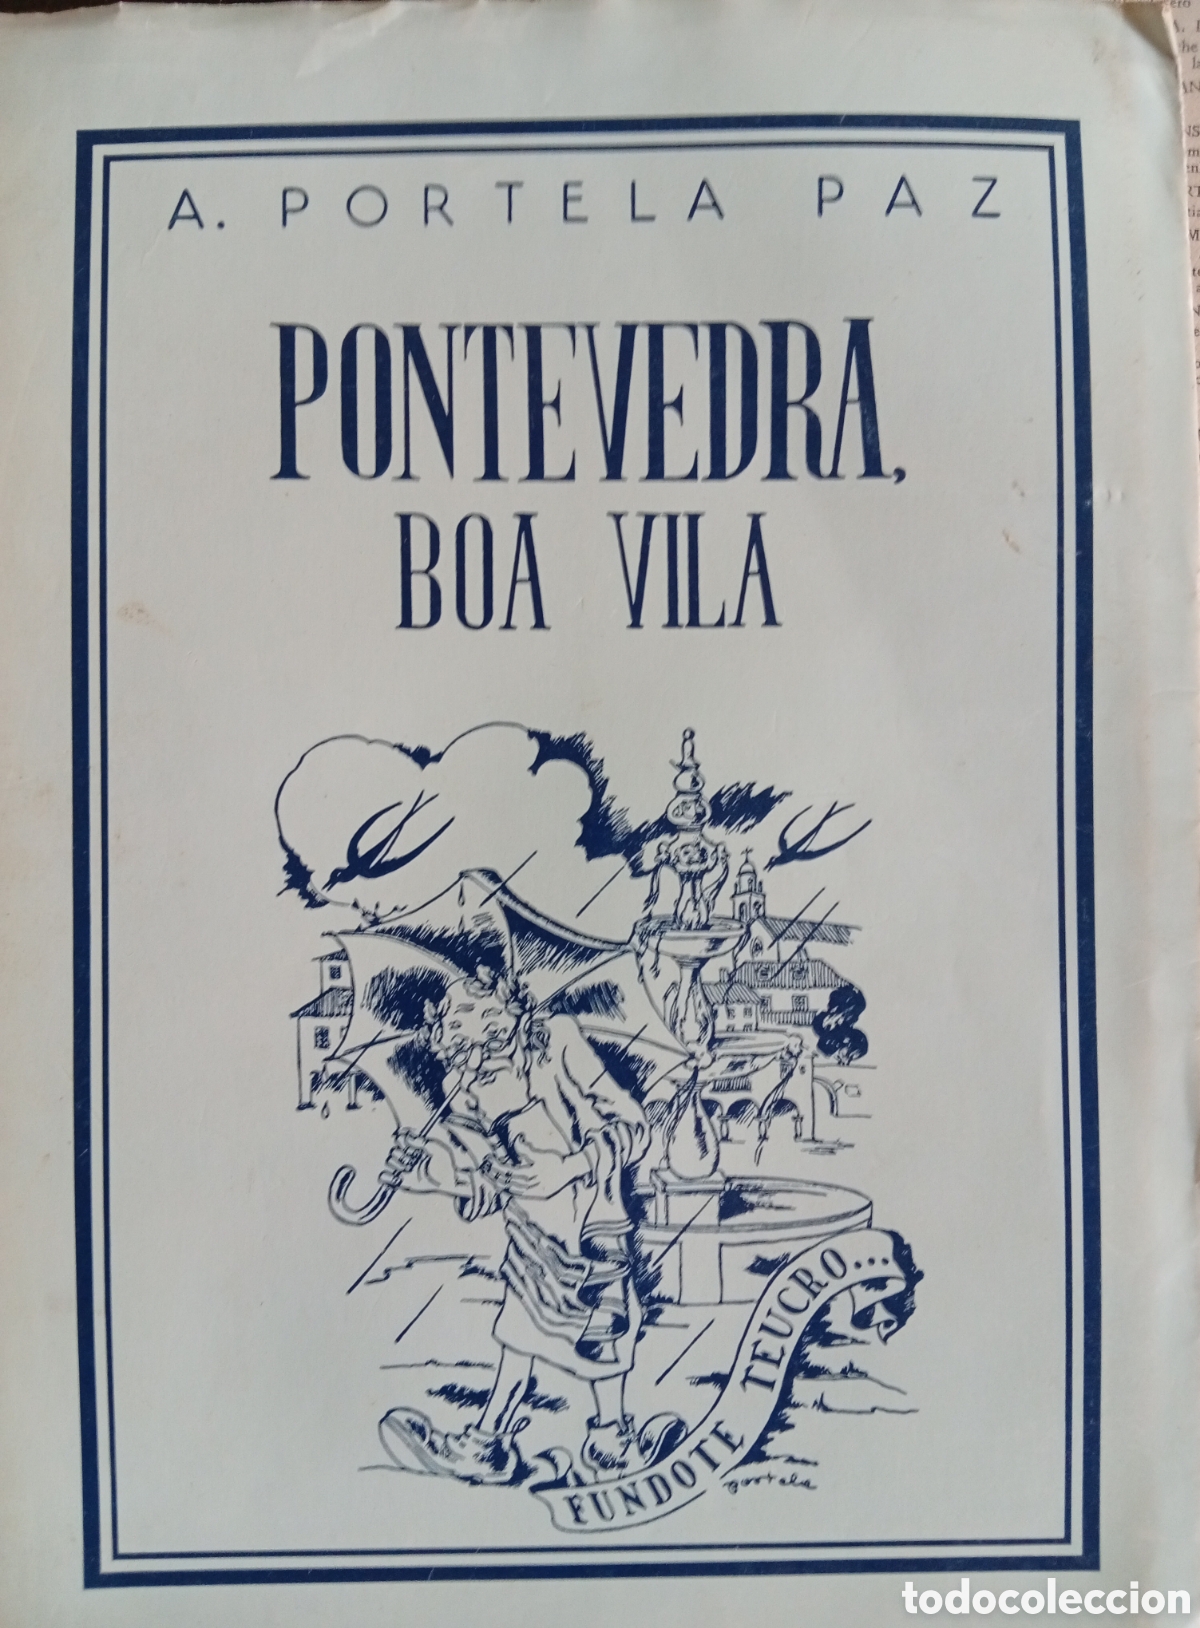 A. PORTELA PAZ
PONTEVEDRA,
BOA VILA
FUNDOTE TEUCRO...
portela
todocoleccion